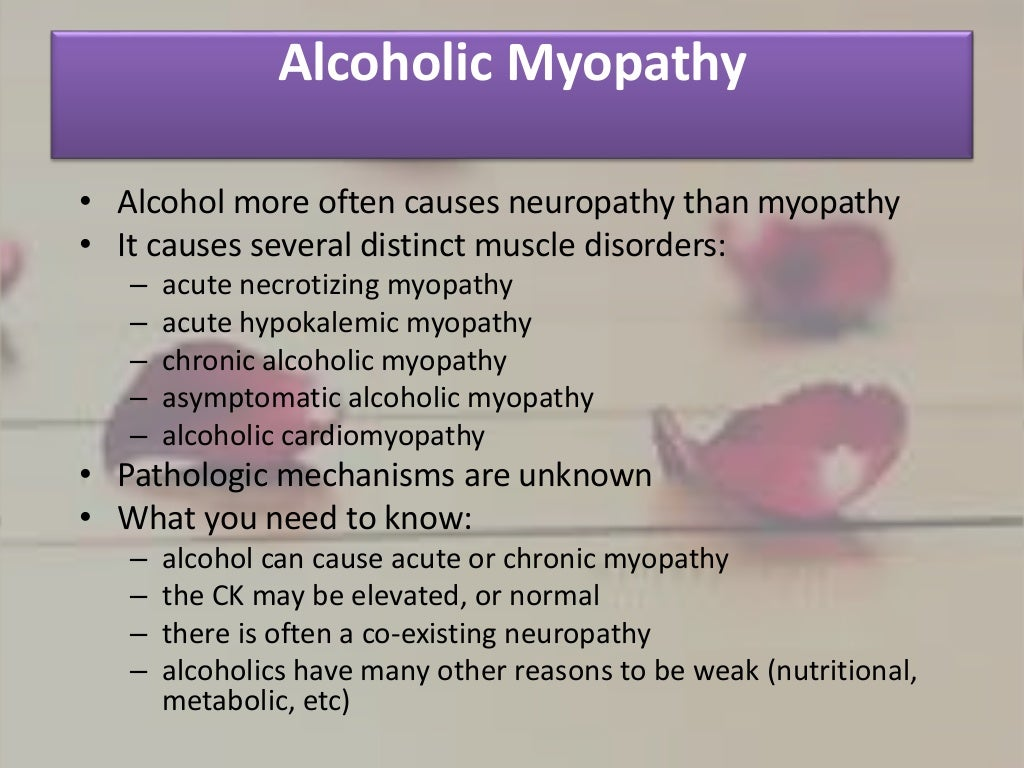 Alcoholic Myopathy
• Alcohol more often causes neuropathy than myopathy
• It causes several distinct muscle disorders:
– acute necrotizing myopathy
– acute hypokalemic myopathy
– chronic alcoholic myopathy
– asymptomatic alcoholic myopathy
– alcoholic cardiomyopathy
• Pathologic mechanisms are unknown
• What you need to know:
– alcohol can cause acute or chronic myopathy
– the CK may be elevated, or normal
– there is often a co-existing neuropathy
– alcoholics have many other reasons to be weak (nutritional,
metabolic, etc)